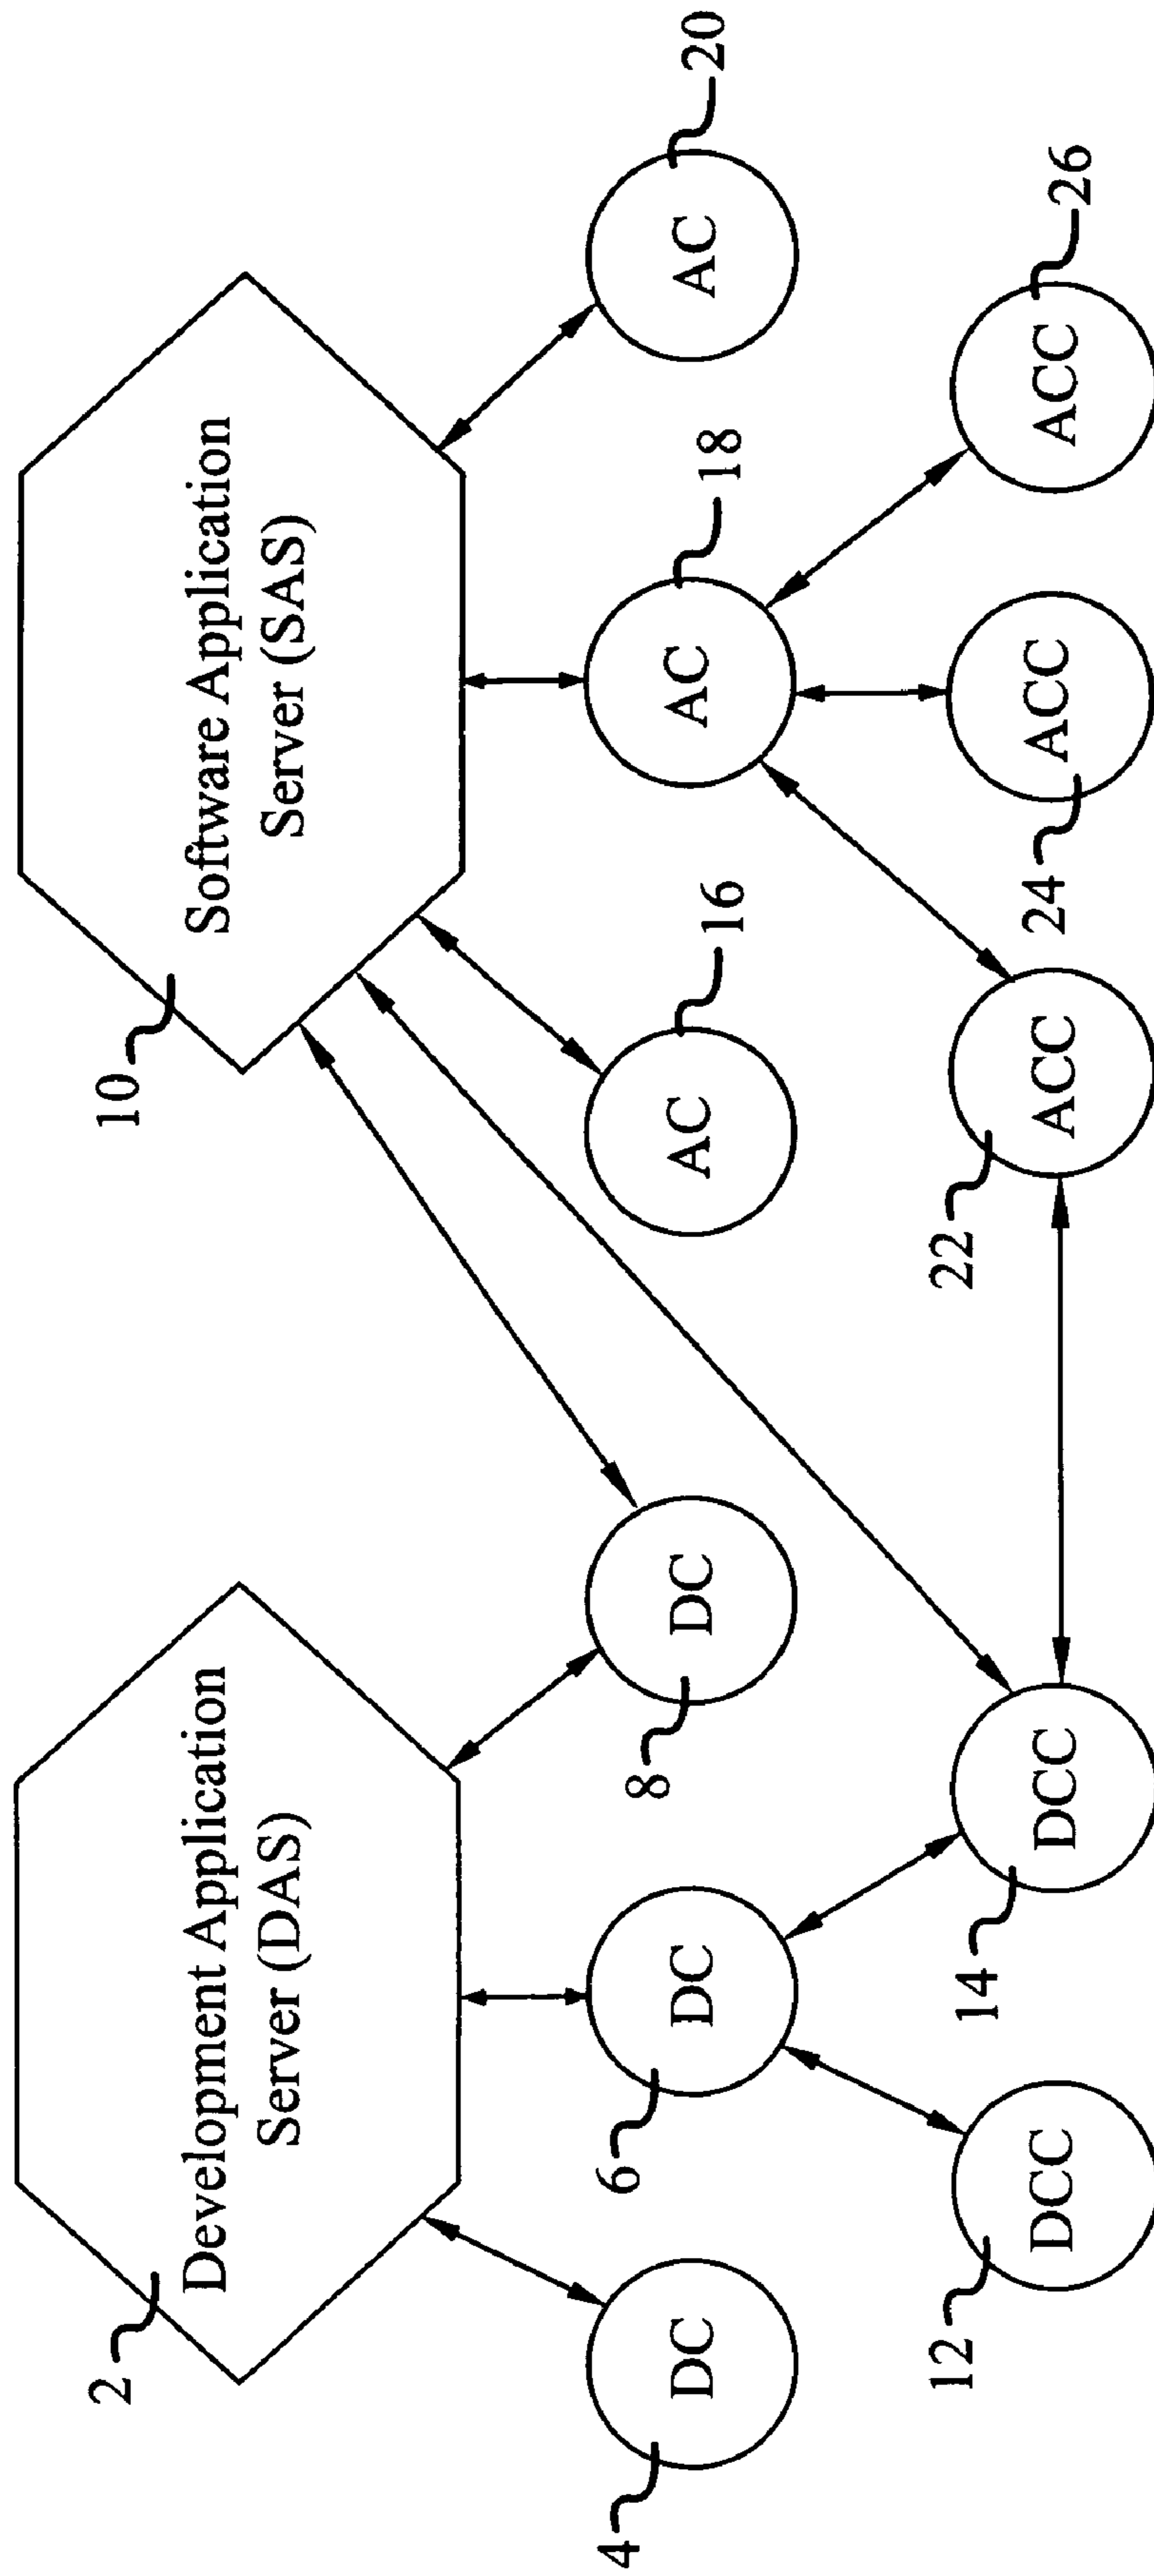 2
Development Application
Server (DAS)
10
Software Application
Server (SAS)
4
DC
6
DC
8
DC
AC
16
AC
18
AC
20
12
DCC
14
DCC
22
ACC
24
ACC
ACC
26